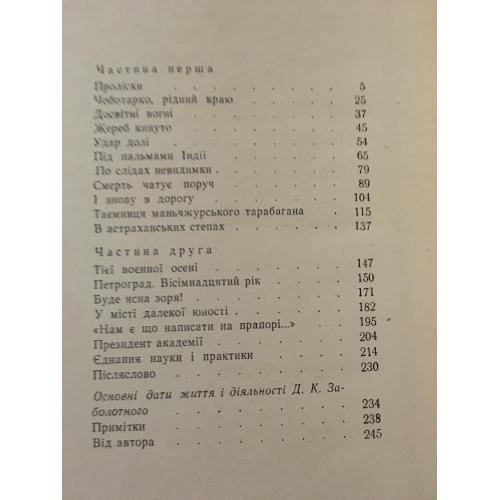 Частина перша
Проліски . . . . . . . . 5
Чоботарко, рідний краю . . . . . 25
Досвітні вогні . . . . . . . 37
Жереб кинуто . . . . . . . 45
Удар долі . . . . . . . . 54
Під пальмами Індії . . . . . . 65
По слідах невидимки . . . . . . 79
Смерть чатує поруч . . . . . . 89
І знову в дорогу . . . . . . 104
Таємниця маньчжурського тарабагана . . 115
В астраханських степах . . . . . 137
Частина друга
Тієї воєнної осені . . . . . . 147
Петроград. Вісімнадцятий рік . . . . 150
Буде ясна зоря! . . . . . . . 171
У місті далекої юності . . . . . 182
«Нам є що написати на прапорі...» . . . 195
Президент академії . . . . . . 204
Єднання науки і практики . . . . . 214
Післяслово . . . . . . . . 230
Основні дати життя і діяльності Д. К. За-
болотного . . . . . . . . 234
Примітки . . . . . . . . 238
Від автора . . . . . . . . 245